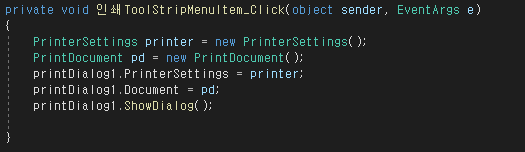 private void 인쇄ToolStripMenuItem_Click(object sender, EventArgs e)
{
PrinterSettings printer = new PrinterSettings();
PrintDocument pd = new PrintDocument();
printDialog1.PrinterSettings = printer;
printDialog1.Document = pd;
printDialog1.ShowDialog();
}